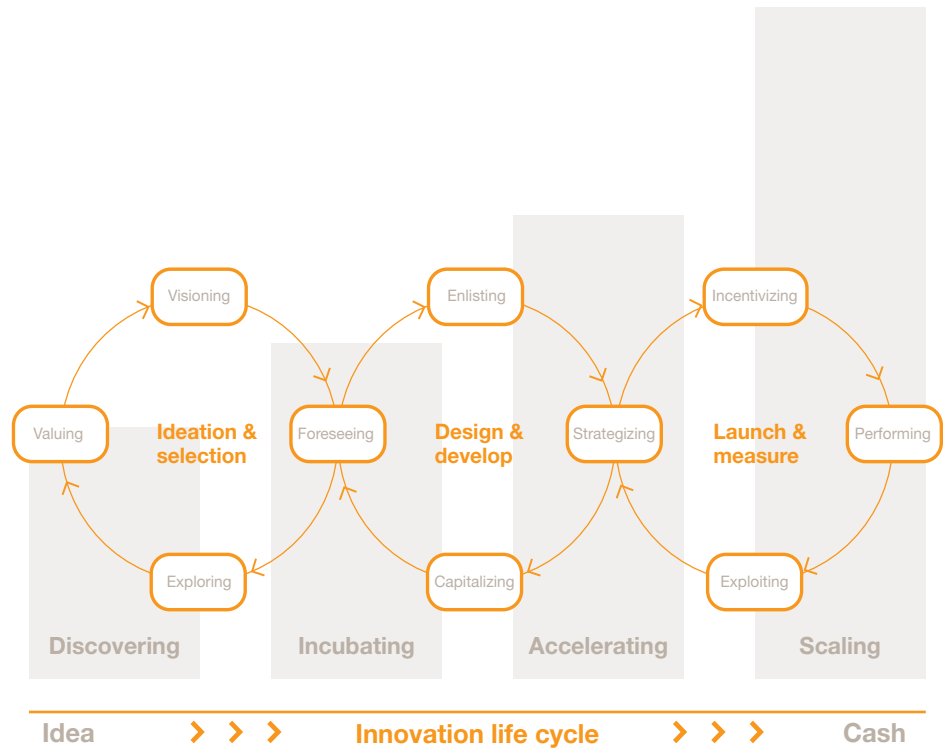 Visioning
Enlisting
Incentivizing
Valuing
Ideation &
selection
Foreseeing
Design &
develop
Strategizing
Launch &
measure
Performing
Exploring
Capitalizing
Exploiting
Discovering
Incubating
Accelerating
Scaling
Idea
Innovation life cycle
Cash